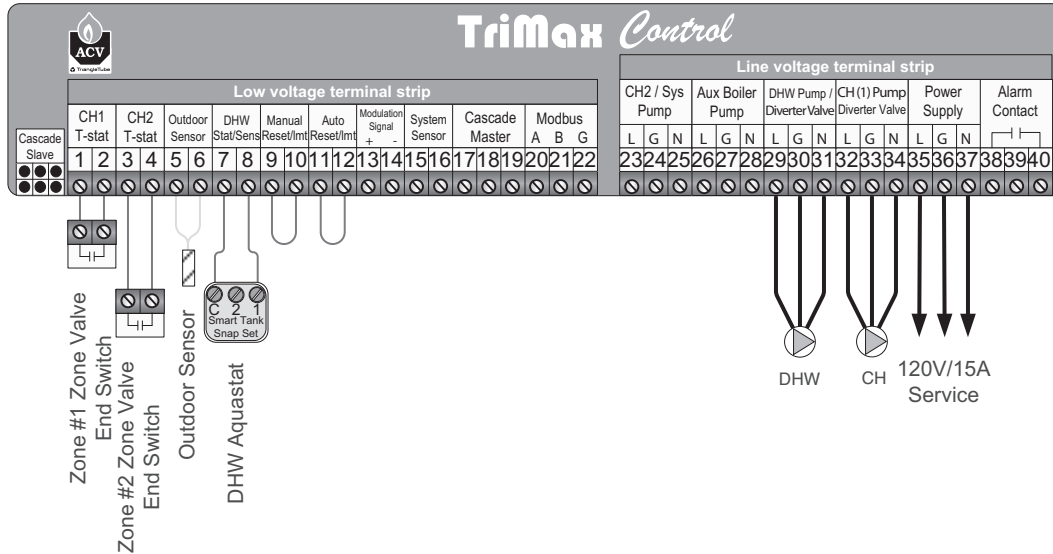 TriMax Control
ACV
TriangleTube
Low voltage terminal strip
Line voltage terminal strip
Cascade
Slave
CH1
T-stat
CH2
T-stat
Outdoor
Sensor
DHW
Stat/Sens
Manual
Reset/lmt
Auto
Reset/lmt
Modulation
Signal
+ -
System
Sensor
Cascade
Master
Modbus
A B G
CH2 / Sys
Pump
L G N
Aux Boiler
Pump
L G N
DHW Pump /
Diverter Valve
L G N
CH (1) Pump
Diverter Valve
L G N
Power
Supply
L G N
Alarm
Contact
1 2 3 4 5 6 7 8 9 10 11 12 13 14 15 16 17 18 19 20 21 22
23 24 25 26 27 28 29 30 31 32 33 34 35 36 37 38 39 40
C 2 1
Smart Tank
Snap Set
Zone #1 Zone Valve
End Switch
Zone #2 Zone Valve
End Switch
Outdoor Sensor
DHW Aquastat
DHW
CH
120V/15A
Service